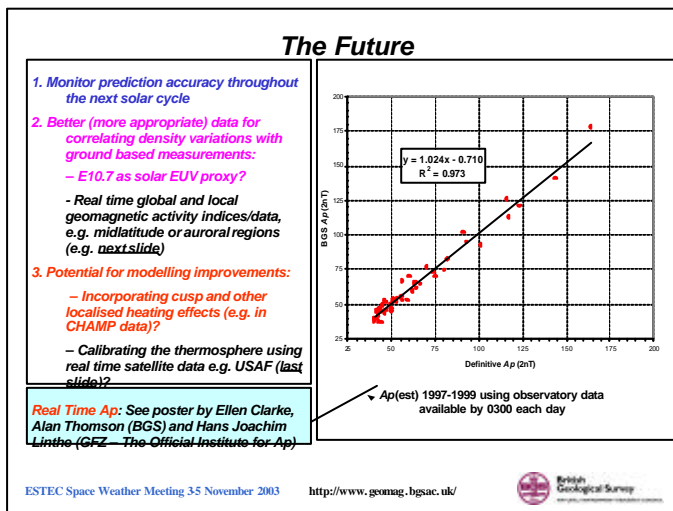 The Future
1. Monitor prediction accuracy throughout
the next solar cycle
2. Better (more appropriate) data for
correlating density variations with
ground based measurements:
– E10.7 as solar EUV proxy?
- Real time global and local
geomagnetic activity indices/data,
e.g. midlatitude or auroral regions
(e.g. next slide)
3. Potential for modelling improvements:
– Incorporating cusp and other
localised heating effects (e.g. in
CHAMP data)?
– Calibrating the thermosphere using
real time satellite data e.g. USAF (last
slide)?
Real Time Ap: See poster by Ellen Clarke,
Alan Thomson (BGS) and Hans Joachim
Linthe (GFZ – The Official Institute for Ap)
200
175
150
125
100
75
50
25
BGS Ap (2nT)
y = 1.024x - 0.710
R2 = 0.973
25 50 75 100 125 150 175 200
Definitive Ap (2nT)
Ap(est) 1997-1999 using observatory data
available by 0300 each day
ESTEC Space Weather Meeting 3-5 November 2003 http://www.geomag.bgsac.uk/
British
Geological Survey